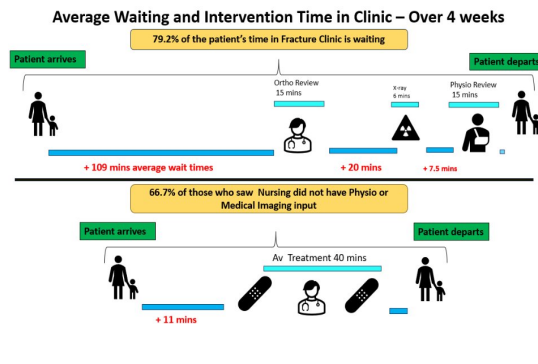 Average Waiting and Intervention Time in Clinic – Over 4 weeks
79.2% of the patient's time in Fracture Clinic is waiting
Patient arrives
Patient departs
Ortho Review
15 mins
X-ray
6 mins
Physio Review
15 mins
+ 109 mins average wait times
+ 20 mins
+ 7.5 mins
66.7% of those who saw Nursing did not have Physio or
Medical Imaging input
Patient arrives
Patient departs
Av Treatment 40 mins
+ 11 mins